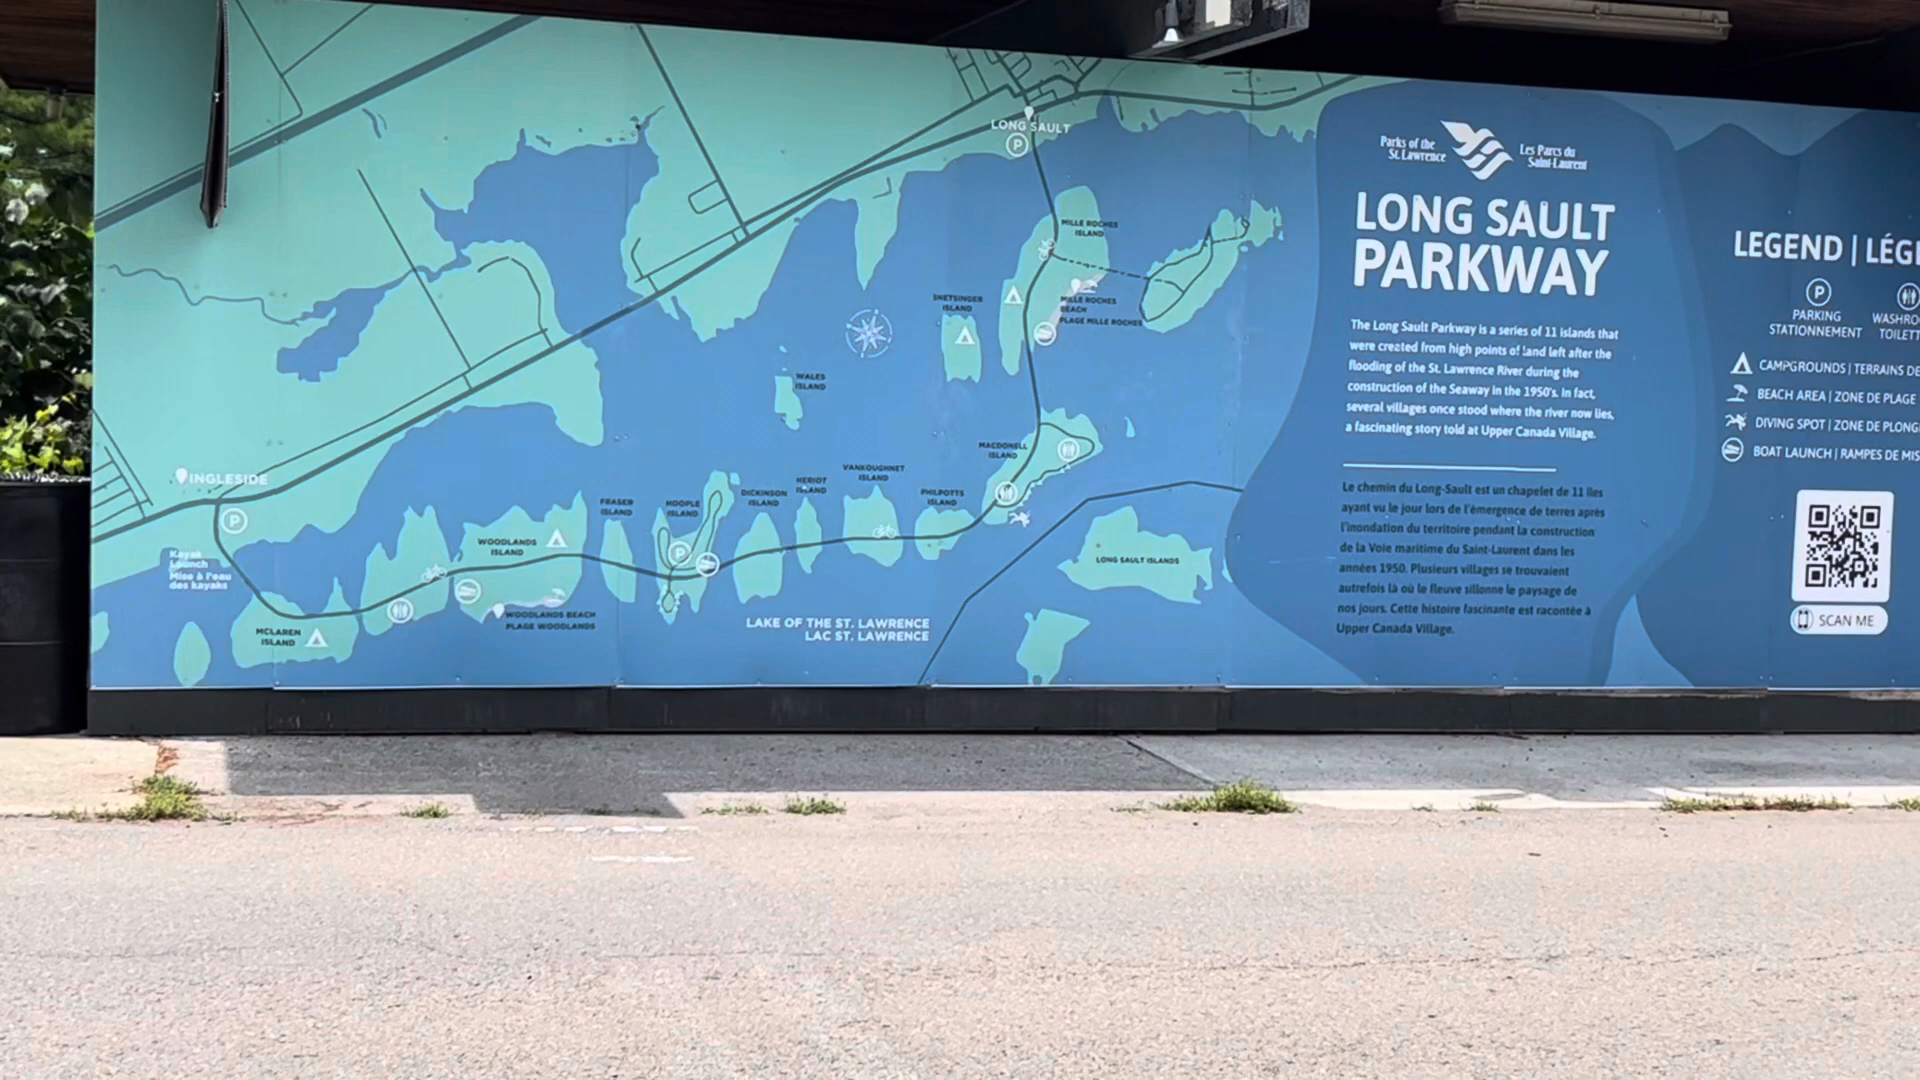 LONG SAULT
P
MILLE ROCHES
ISLAND
SNETSINGER
ISLAND
MILLE ROCHES
BEACH
PLAGE MILLE ROCHES
WALES
ISLAND
MACDONELL
ISLAND
INGLESIDE
P
Kayak
Launch
Mise à l'eau
des kayaks
MCLAREN
ISLAND
WOODLANDS
ISLAND
WOODLANDS BEACH
PLAGE WOODLANDS
FRASER
ISLAND
HOOPLE
ISLAND
P
DICKINSON
ISLAND
HERIOT
ISLAND
VANKOUGHNET
ISLAND
PHILPOTTS
ISLAND
LONG SAULT ISLANDS
LAKE OF THE ST. LAWRENCE
LAC ST. LAWRENCE
Parks of the
St. Lawrence
Les Parcs du
Saint-Laurent
LONG SAULT
PARKWAY
The Long Sault Parkway is a series of 11 islands that
were created from high points of land left after the
flooding of the St. Lawrence River during the
construction of the Seaway in the 1950's. In fact,
several villages once stood where the river now lies,
a fascinating story told at Upper Canada Village.
Le chemin du Long-Sault est un chapelet de 11 îles
ayant vu le jour lors de l'émergence de terres après
l'inondation du territoire pendant la construction
de la Voie maritime du Saint-Laurent dans les
années 1950. Plusieurs villages se trouvaient
autrefois là où le fleuve sillonne le paysage de
nos jours. Cette histoire fascinante est racontée à
Upper Canada Village.
LEGEND | LÉG
P
PARKING
STATIONNEMENT
WASHRO
TOILETT
CAMPGROUNDS | TERRAINS DE
BEACH AREA | ZONE DE PLAGE
DIVING SPOT | ZONE DE PLONG
BOAT LAUNCH | RAMPES DE MIS
SCAN ME